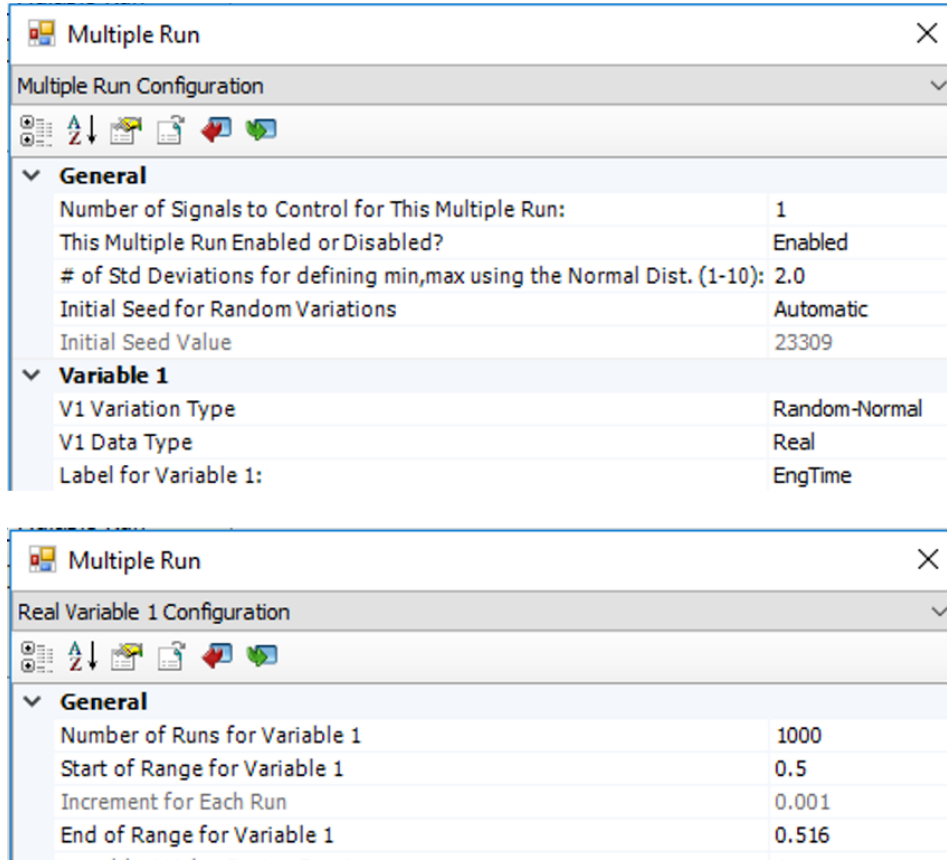 Multiple Run
Multiple Run Configuration
General
Number of Signals to Control for This Multiple Run: 1
This Multiple Run Enabled or Disabled? Enabled
# of Std Deviations for defining min,max using the Normal Dist. (1-10): 2.0
Initial Seed for Random Variations Automatic
Initial Seed Value 23309
Variable 1
V1 Variation Type Random-Normal
V1 Data Type Real
Label for Variable 1: EngTime
Multiple Run
Real Variable 1 Configuration
General
Number of Runs for Variable 1 1000
Start of Range for Variable 1 0.5
Increment for Each Run 0.001
End of Range for Variable 1 0.516